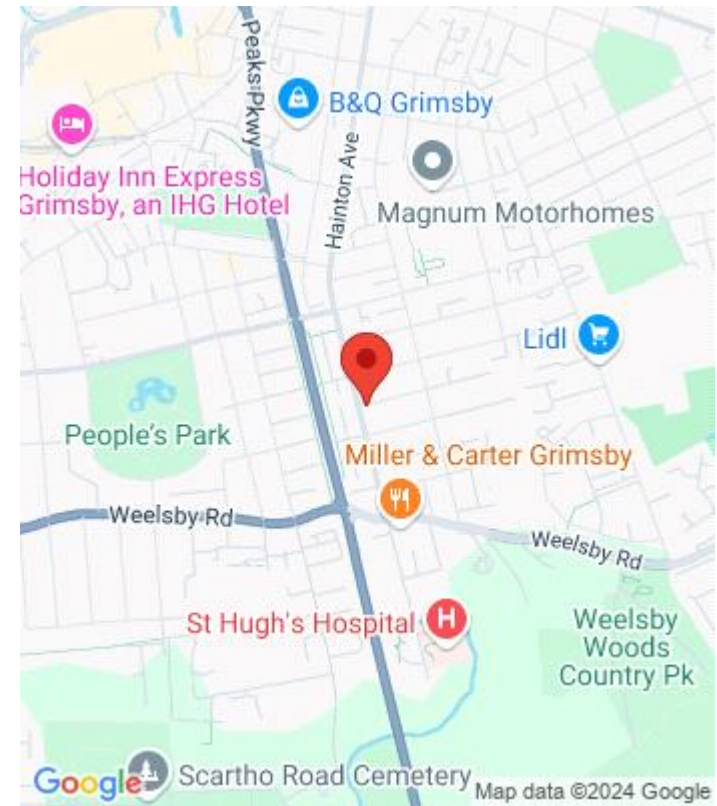 Peaks Pkwy
B&Q Grimsby
Holiday Inn Express
Grimsby, an IHG Hotel
Hainton Ave
Magnum Motorhomes
Lidl
People's Park
Miller & Carter Grimsby
Weelsby Rd
Weelsby Rd
St Hugh's Hospital
H
Weelsby
Woods
Country Pk
Google
Scartho Road Cemetery
Map data ©2024 Google